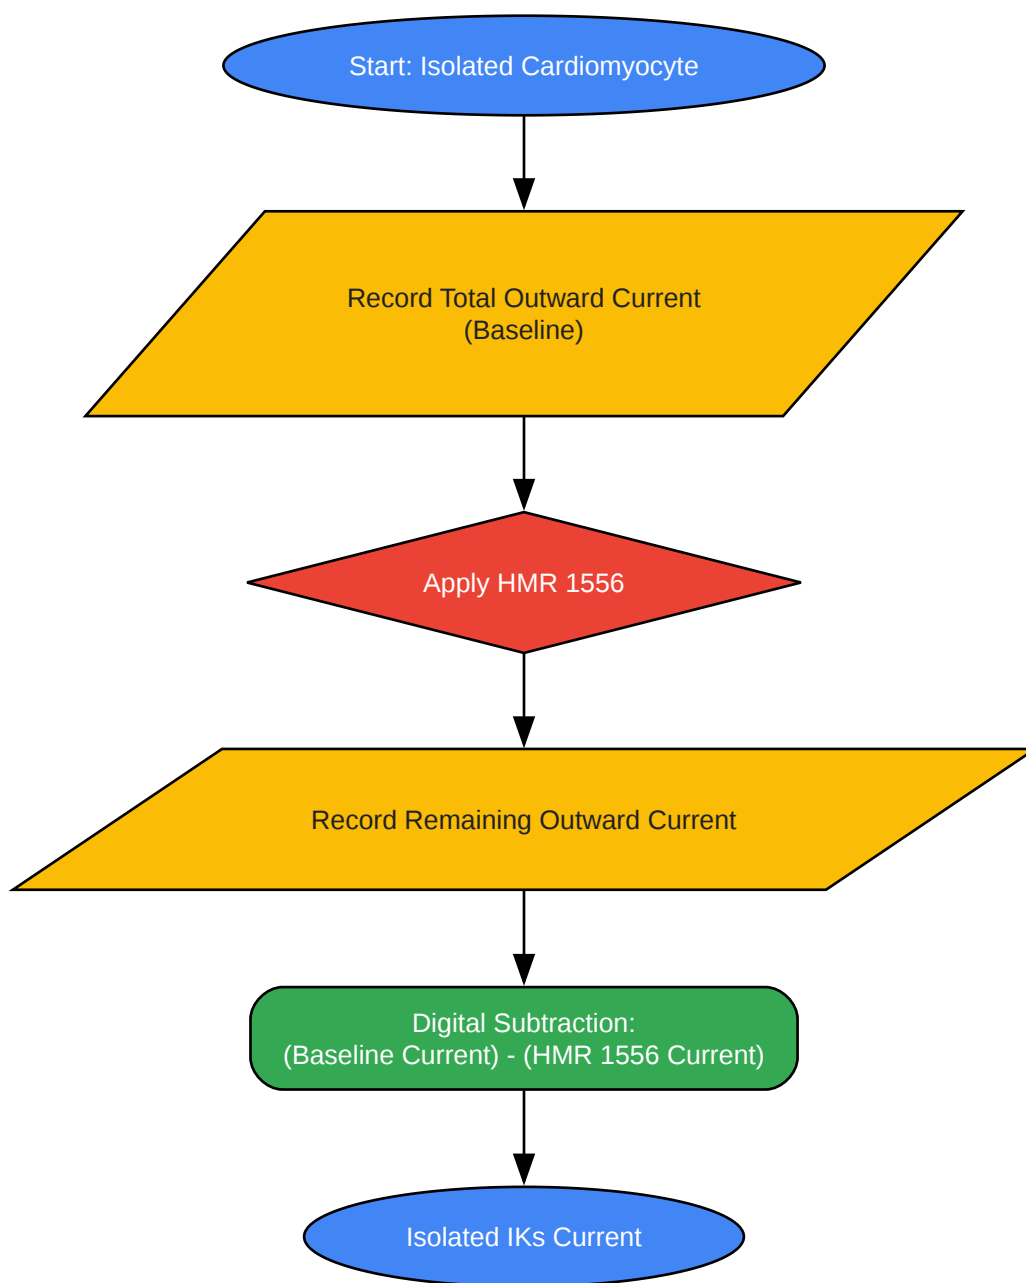 Start: Isolated Cardiomyocyte
Record Total Outward Current
(Baseline)
Apply HMR 1556
Record Remaining Outward Current
Digital Subtraction:
(Baseline Current) - (HMR 1556 Current)
Isolated IKs Current